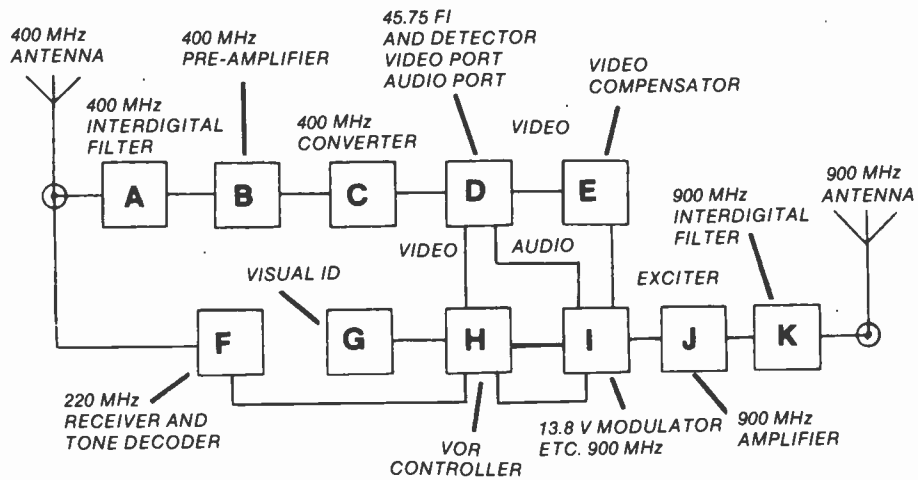 45.75 FI
AND DETECTOR
VIDEO PORT
AUDIO PORT
400 MHz
ANTENNA
400 MHz
PRE-AMPLIFIER
VIDEO
COMPENSATOR
400 MHz
INTERDIGITAL
FILTER
400 MHz
CONVERTER
VIDEO
A
B
C
D
E
900 MHz
INTERDIGITAL
FILTER
900 MHz
ANTENNA
VIDEO
AUDIO
VISUAL ID
EXCITER
F
G
H
I
J
K
220 MHz
RECEIVER AND
TONE DECODER
VOR
CONTROLLER
13.8 V MODULATOR
ETC. 900 MHz
900 MHz
AMPLIFIER